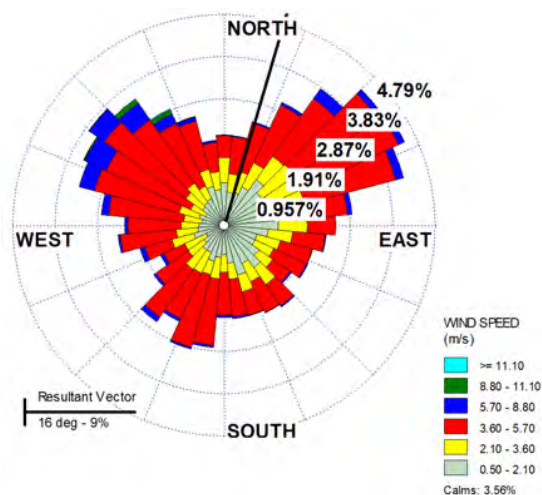 NORTH
4.79%
3.83%
2.87%
1.91%
0.957%
WEST
EAST
SOUTH
Resultant Vector
16 deg - 9%
WIND SPEED
(m/s)
>= 11.10
8.80 - 11.10
5.70 - 8.80
3.60 - 5.70
2.10 - 3.60
0.50 - 2.10
Calms: 3.56%